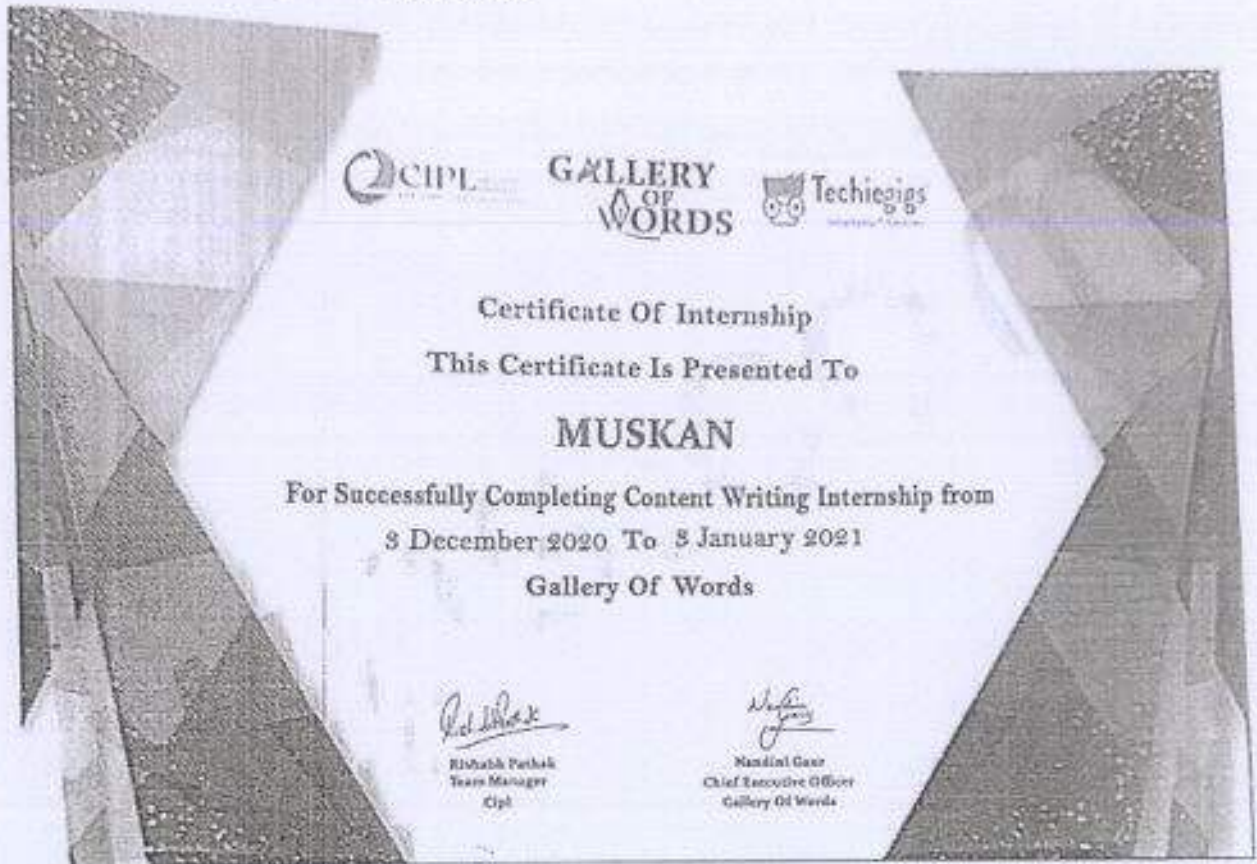 CIPL
GALLERY
OF
WORDS
Techiegigs
Certificate Of Internship
This Certificate Is Presented To
MUSKAN
For Successfully Completing Content Writing Internship from
3 December 2020 To 3 January 2021
Gallery Of Words
Rishabh Pathak
Team Manager
Cipl
Nandini Gaur
Chief Executive Officer
Gallery Of Words